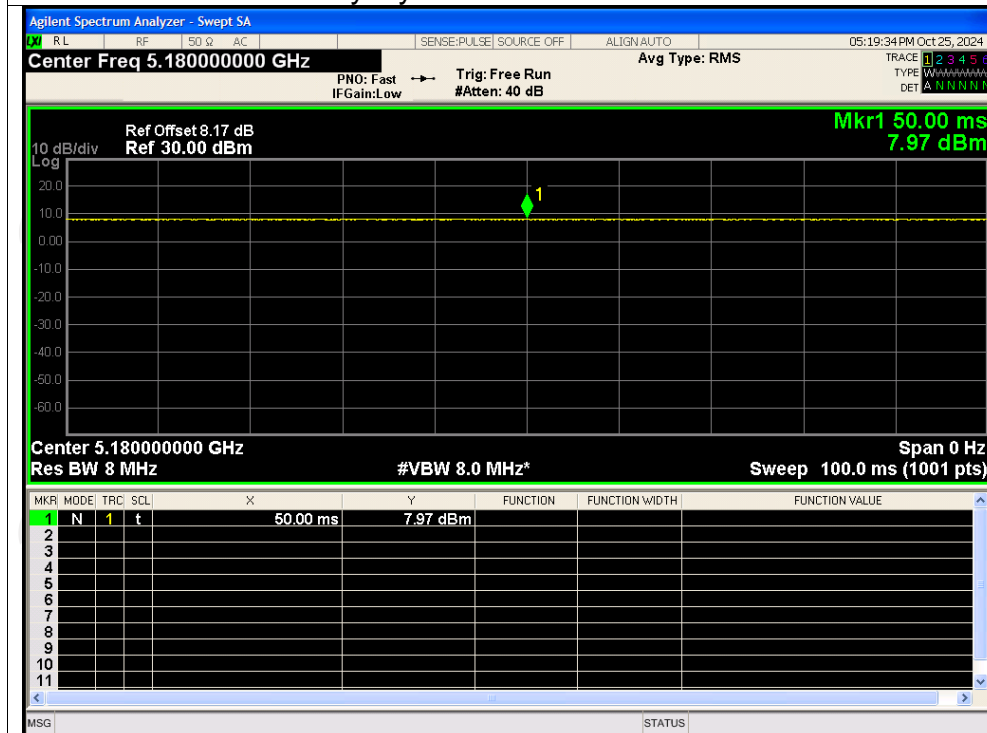 Agilent Spectrum Analyzer - Swept SA
LXI RL RF 50 Ω AC SENSE:PULSE SOURCE OFF ALIGN AUTO 05:19:34 PM Oct 25, 2024
Center Freq 5.180000000 GHz
Avg Type: RMS
PNO: Fast
IFGain:Low
Trig: Free Run
#Atten: 40 dB
TRACE 1 2 3 4 5
TYPE
DET A N N N N
Mkr1 50.00 ms
7.97 dBm
Ref Offset 8.17 dB
10 dB/div Ref 30.00 dBm
Log
20.0
1
10.0
0.00
-10.0
-20.0
-30.0
-40.0
-50.0
-60.0
Center 5.180000000 GHz Span 0 Hz
Res BW 8 MHz #VBW 8.0 MHz* Sweep 100.0 ms (1001 pts)
MKR MODE TRC SCL X Y FUNCTION FUNCTION WIDTH FUNCTION VALUE
1 N 1 t 50.00 ms 7.97 dBm
2
3
4
5
6
7
8
9
10
11
MSG STATUS